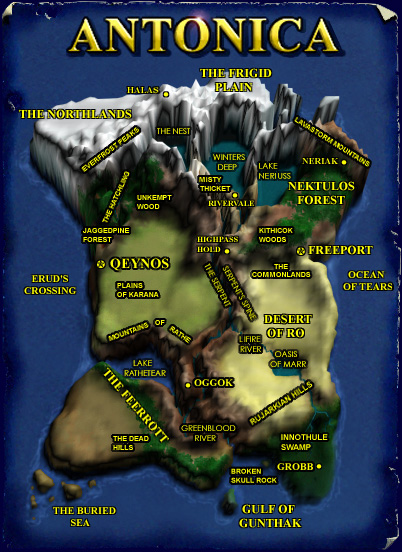 ANTONICA
THE FRIGID
PLAIN
HALAS
THE NORTHLANDS
LAVASTORM MOUNTAINS
THE NEST
EVERFROST PEAKS
WINTERS
DEEP
LAKE
NERIUSS
NERIAK
MISTY
THICKET
NEKTULOS
FOREST
THE HATCHLING
UNKEMPT
WOOD
RIVERVALE
JAGGEDPINE
FOREST
KITHICOK
WOODS
HIGHPASS
HOLD
FREEPORT
QEYNOS
THE SERPENT
SERPENT'S SPINE
THE
COMMONLANDS
ERUD'S
CROSSING
PLAINS
OF KARANA
OCEAN
OF TEARS
DESERT
OF RO
MOUNTAINS OF RATHE
LIFIRE
RIVER
OASIS
OF MARR
LAKE
RATHETEAR
OGGOK
THE FEERROTT
RUJARKIAN HILLS
GREENBLOOD
RIVER
THE DEAD
HILLS
INNOTHULE
SWAMP
BROKEN
SKULL ROCK
GROBB
THE BURIED
SEA
GULF OF
GUNTHAK